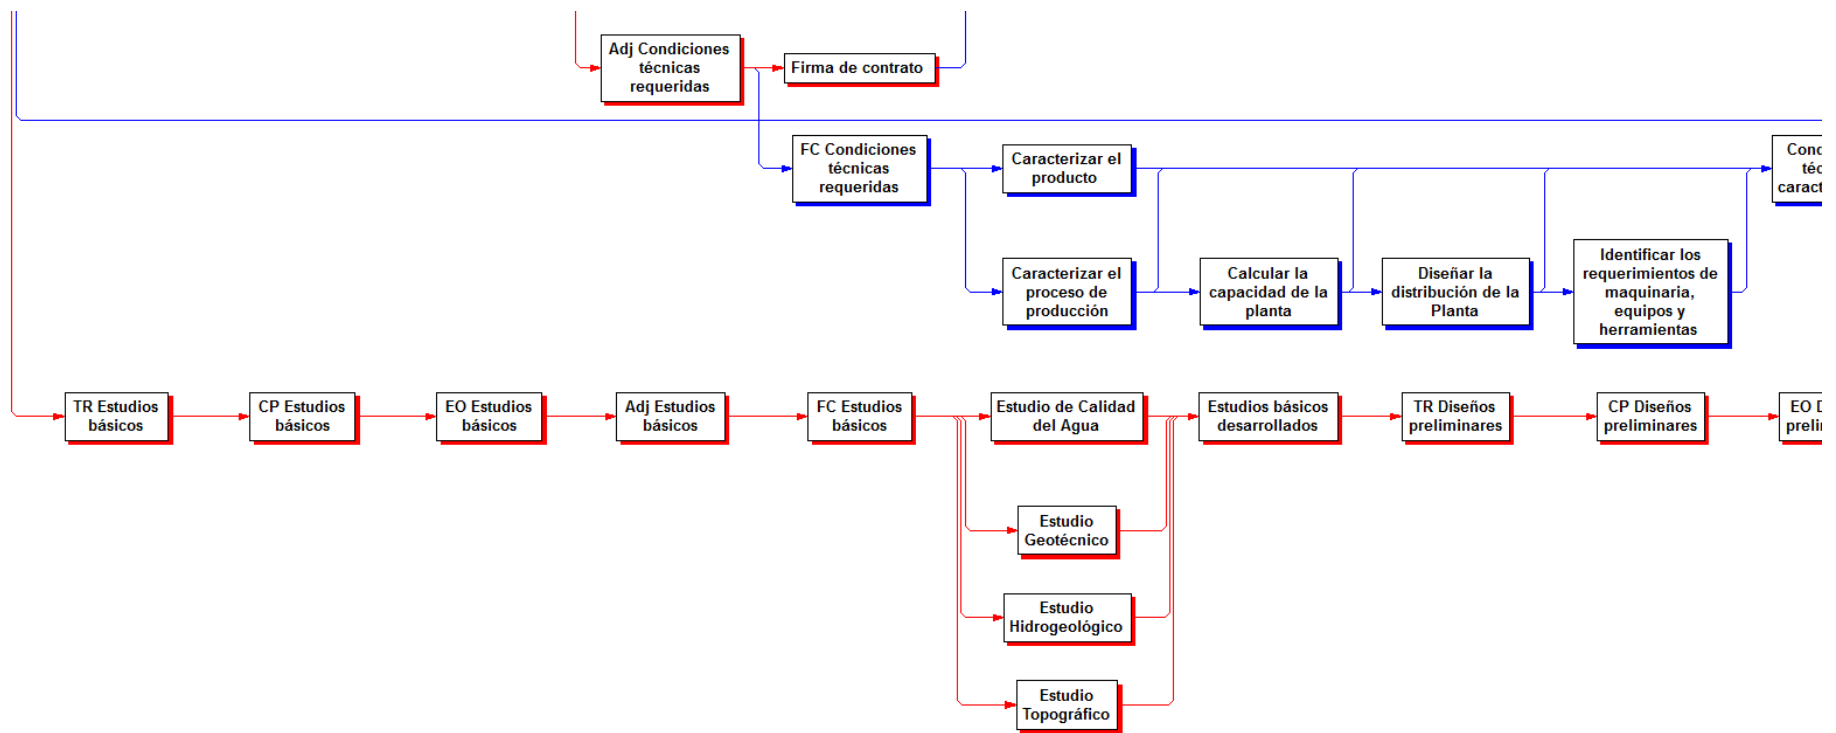 Adj Condiciones
técnicas
requeridas
Firma de contrato
FC Condiciones
técnicas
requeridas
Caracterizar el
producto
Caracterizar el
proceso de
producción
Calcular la
capacidad de la
planta
Diseñar la
distribución de la
Planta
Identificar los
requerimientos de
maquinaria,
equipos y
herramientas
TR Estudios
básicos
CP Estudios
básicos
EO Estudios
básicos
Adj Estudios
básicos
FC Estudios
básicos
Estudio de Calidad
del Agua
Estudio
Geotécnico
Estudio
Hidrogeológico
Estudio
Topográfico
Estudios básicos
desarrollados
TR Diseños
preliminares
CP Diseños
preliminares
EO